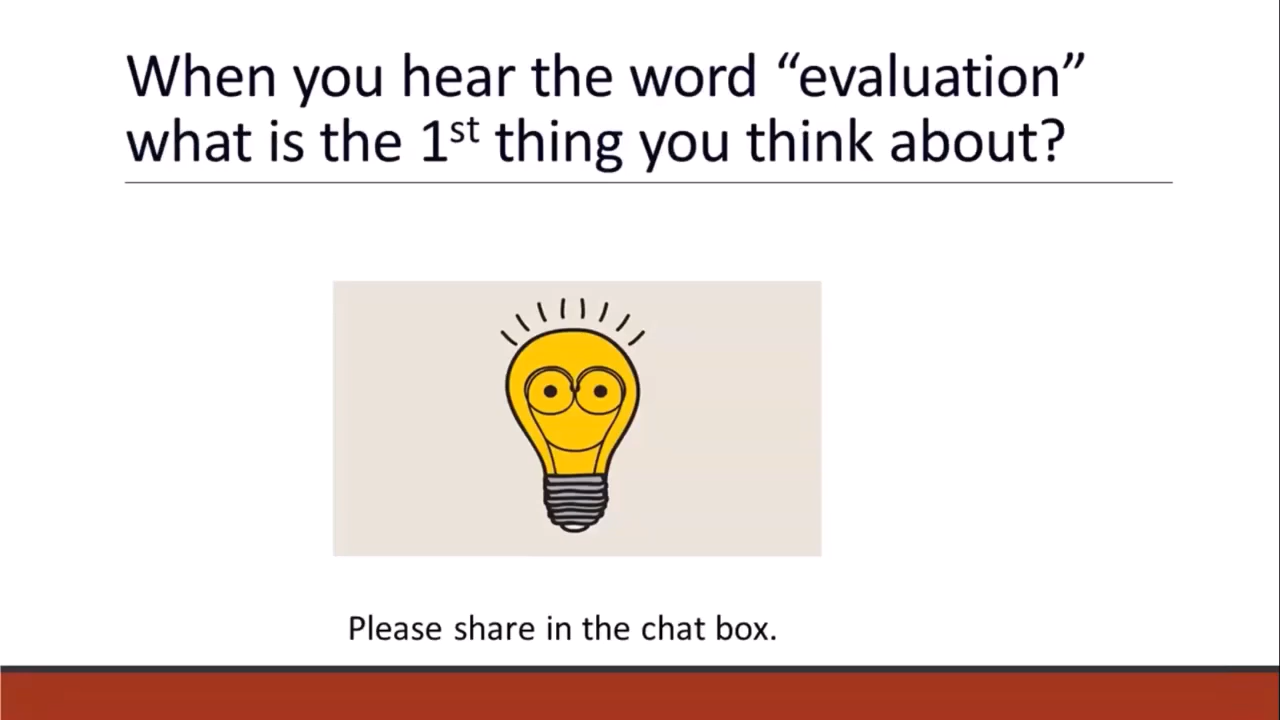 When you hear the word “evaluation”
what is the 1st thing you think about?
Please share in the chat box.